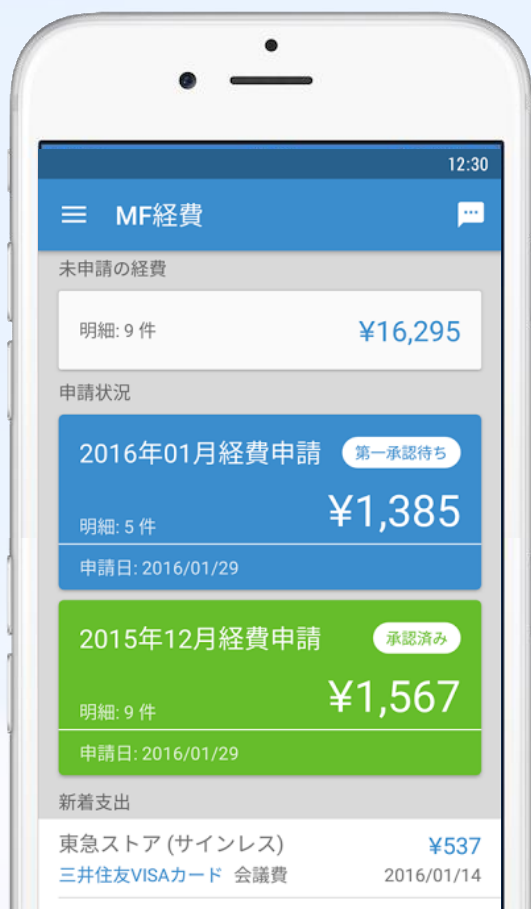 12:30
MF経費
未申請の経費
明細: 9 件 ¥16,295
申請状況
2016年01月経費申請 第一承認待ち
¥1,385
明細: 5 件
申請日: 2016/01/29
2015年12月経費申請 承認済み
¥1,567
明細: 9 件
申請日: 2016/01/29
新着支出
東急ストア (サインレス) ¥537
三井住友VISAカード 会議費 2016/01/14